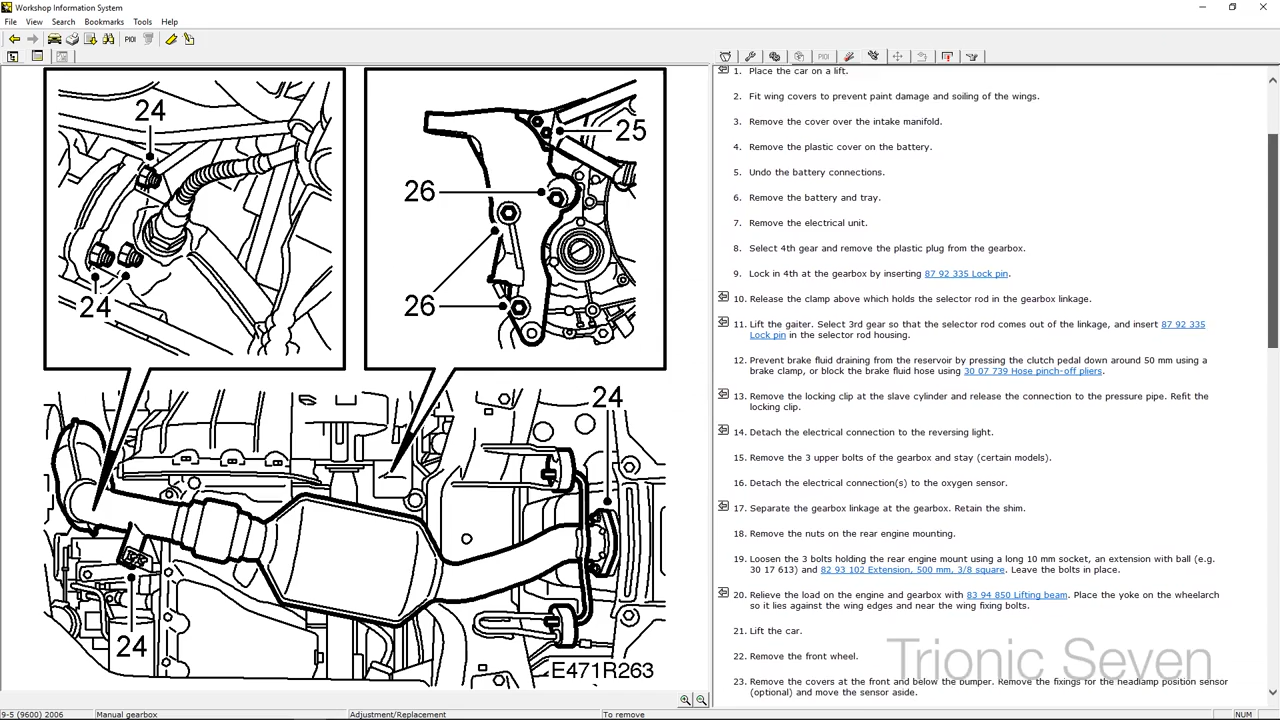 Workshop Information System
File View Search Bookmarks Tools Help
PIOI
PIOI
24
24
25
26
26
24
24
E471R263
1. Place the car on a lift.
2. Fit wing covers to prevent paint damage and soiling of the wings.
3. Remove the cover over the intake manifold.
4. Remove the plastic cover on the battery.
5. Undo the battery connections.
6. Remove the battery and tray.
7. Remove the electrical unit.
8. Select 4th gear and remove the plastic plug from the gearbox.
9. Lock in 4th at the gearbox by inserting 87 92 335 Lock pin.
10. Release the clamp above which holds the selector rod in the gearbox linkage.
11. Lift the gaiter. Select 3rd gear so that the selector rod comes out of the linkage, and insert 87 92 335
Lock pin in the selector rod housing.
12. Prevent brake fluid draining from the reservoir by pressing the clutch pedal down around 50 mm using a
brake clamp, or block the brake fluid hose using 30 07 739 Hose pinch-off pliers.
13. Remove the locking clip at the slave cylinder and release the connection to the pressure pipe. Refit the
locking clip.
14. Detach the electrical connection to the reversing light.
15. Remove the 3 upper bolts of the gearbox and stay (certain models).
16. Detach the electrical connection(s) to the oxygen sensor.
17. Separate the gearbox linkage at the gearbox. Retain the shim.
18. Remove the nuts on the rear engine mounting.
19. Loosen the 3 bolts holding the rear engine mount using a long 10 mm socket, an extension with ball (e.g.
30 17 613) and 82 93 102 Extension, 500 mm, 3/8 square. Leave the bolts in place.
20. Relieve the load on the engine and gearbox with 83 94 850 Lifting beam. Place the yoke on the wheelarch
so it lies against the wing edges and near the wing fixing bolts.
21. Lift the car.
22. Remove the front wheel.
23. Remove the covers at the front and below the bumper. Remove the fixings for the headlamp position sensor
(optional) and move the sensor aside.
Trionic Seven
9-5 (9600) 2006 Manual gearbox Adjustment/Replacement To remove NUM